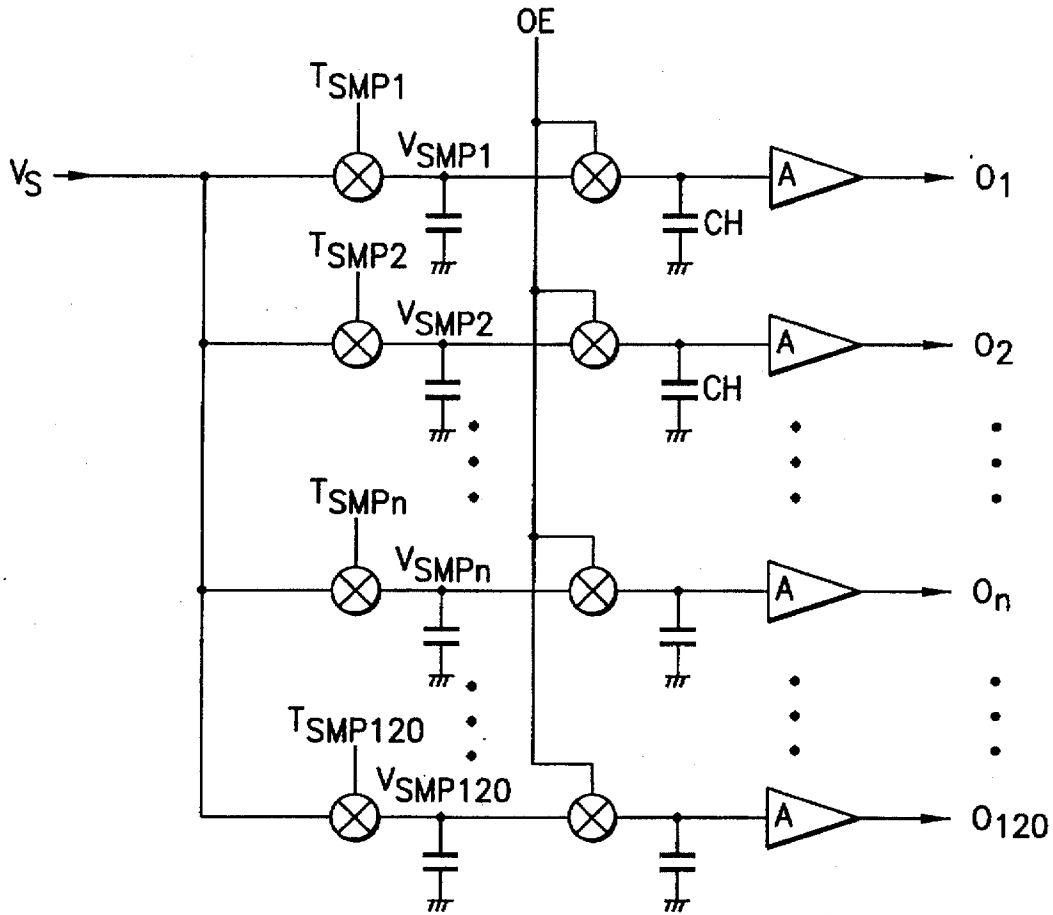 OE
TSMP1
VS
VSMP1
A
O1
CH
TSMP2
VSMP2
A
O2
CH
TSMPn
VSMPn
A
On
TSMP120
VSMP120
A
O120